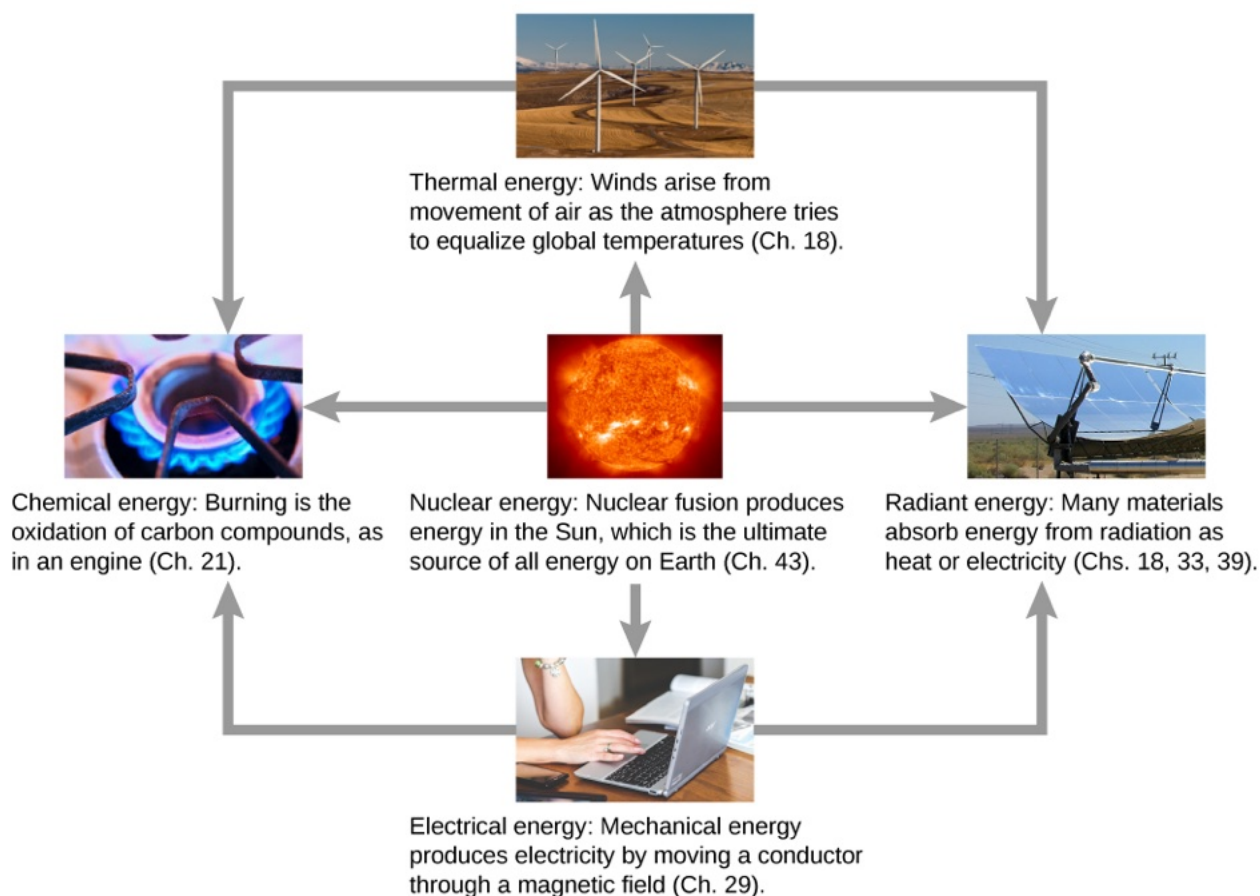 Thermal energy: Winds arise from
movement of air as the atmosphere tries
to equalize global temperatures (Ch. 18).
Chemical energy: Burning is the
oxidation of carbon compounds, as
in an engine (Ch. 21).
Nuclear energy: Nuclear fusion produces
energy in the Sun, which is the ultimate
source of all energy on Earth (Ch. 43).
Radiant energy: Many materials
absorb energy from radiation as
heat or electricity (Chs. 18, 33, 39).
Electrical energy: Mechanical energy
produces electricity by moving a conductor
through a magnetic field (Ch. 29).